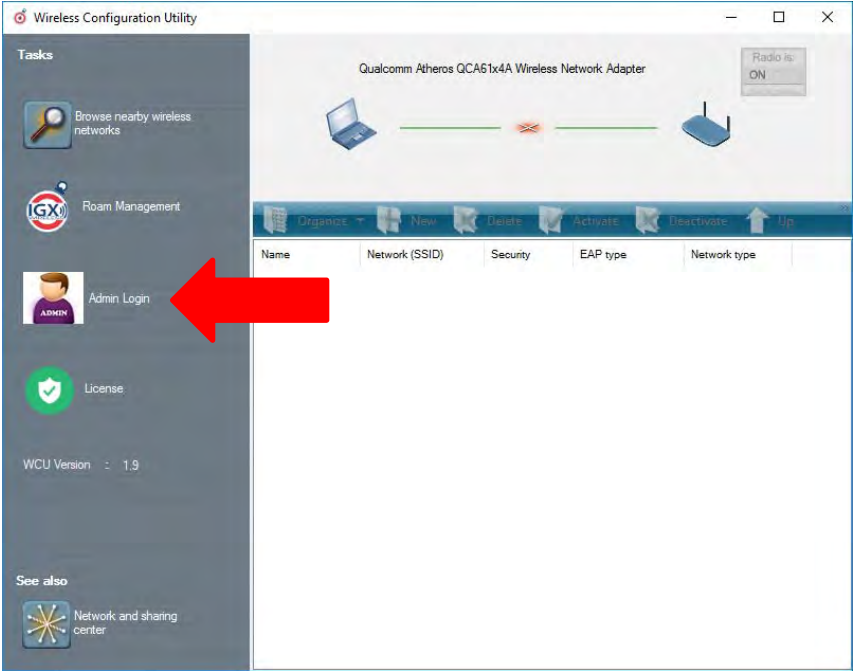 Wireless Configuration Utility
Tasks
Qualcomm Atheros QCA61x4A Wireless Network Adapter
Radio is:
ON
Browse nearby wireless
networks
IGX
Roam Management
Organize New Delete Activate Deactivate Up
Name Network (SSID) Security EAP type Network type
ADMIN
Admin Login
License
WCU Version : 1.9
See also
Network and sharing
center